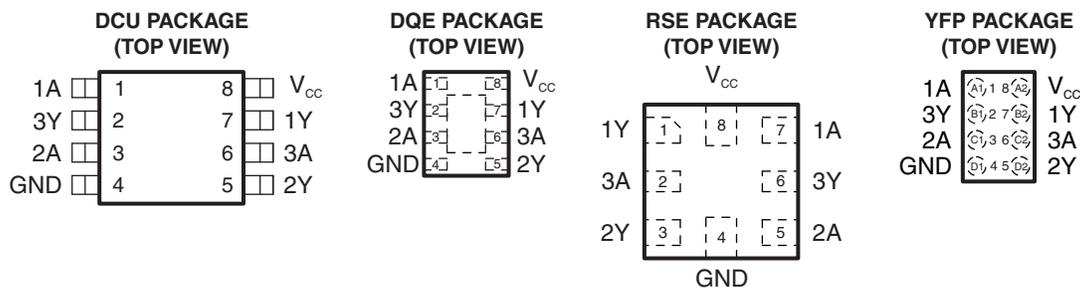 DCU PACKAGE
(TOP VIEW)
1A 1 8 VCC
3Y 2 7 1Y
2A 3 6 3A
GND 4 5 2Y
DQE PACKAGE
(TOP VIEW)
1A 1 8 VCC
3Y 2 7 1Y
2A 3 6 3A
GND 4 5 2Y
RSE PACKAGE
(TOP VIEW)
VCC
1Y 1 8 7 1A
3A 2 6 3Y
2Y 3 4 5 2A
GND
YFP PACKAGE
(TOP VIEW)
1A A1 1 8 A2 VCC
3Y B1 2 7 B2 1Y
2A C1 3 6 C2 3A
GND D1 4 5 D2 2Y